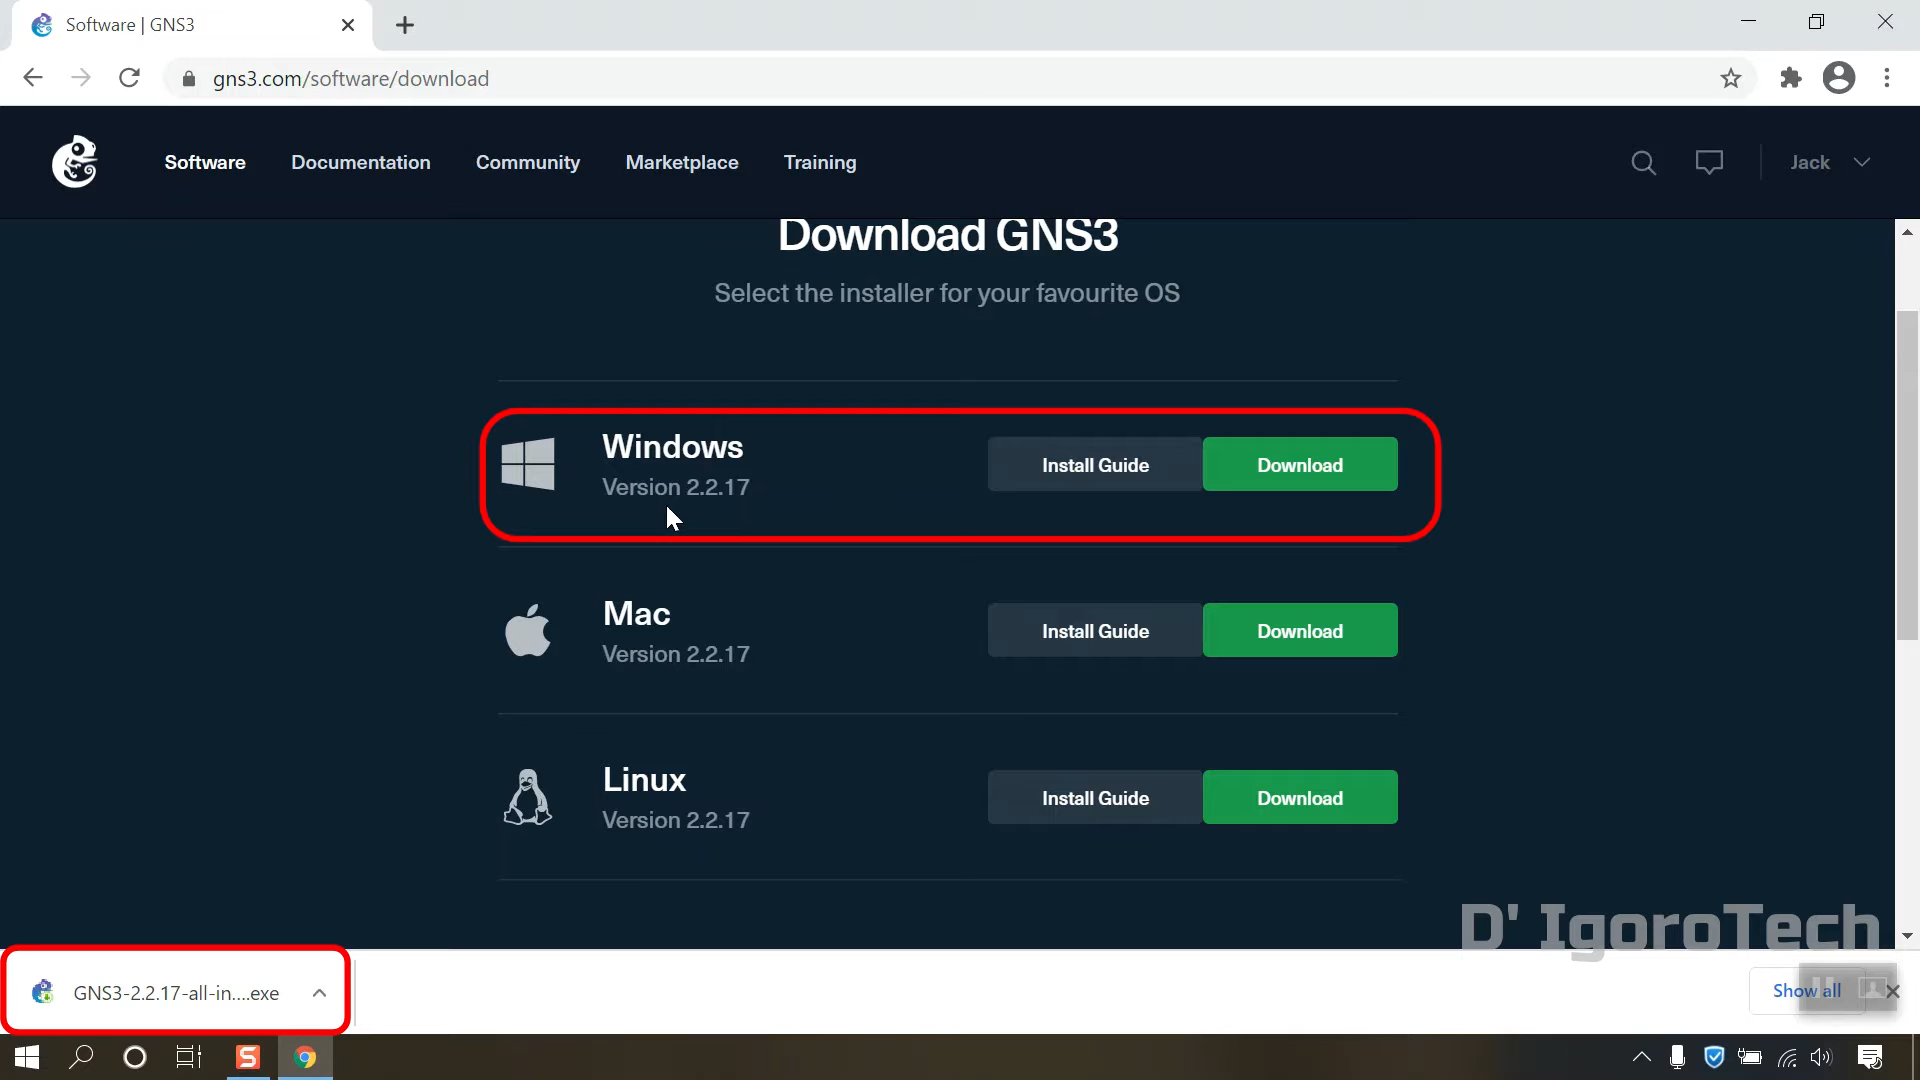 Software | GNS3
gns3.com/software/download
Software Documentation Community Marketplace Training Jack
Download GNS3
Select the installer for your favourite OS
Windows
Version 2.2.17
Install Guide Download
Mac
Version 2.2.17
Install Guide Download
Linux
Version 2.2.17
Install Guide Download
D' IgoroTech
GNS3-2.2.17-all-in....exe
Show all